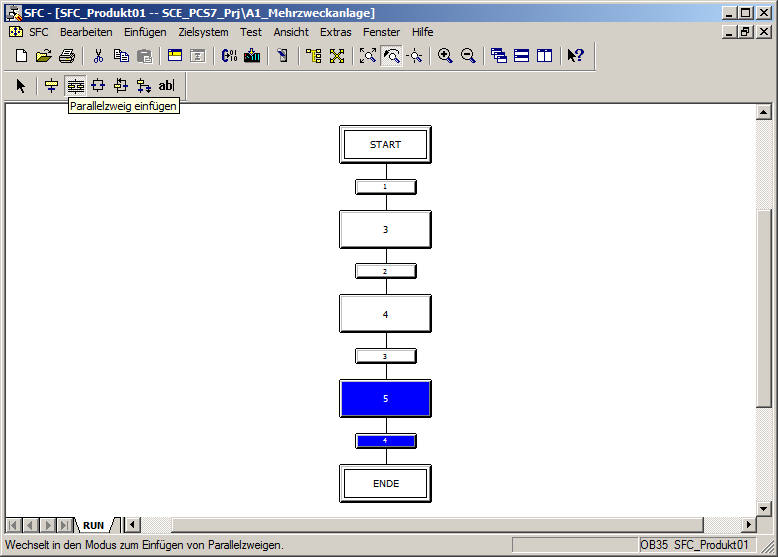 SFC - [SFC_Produkt01 -- SCE_PCS7_Prj\A1_Mehrzweckanlage]
SFC Bearbeiten Einfügen Zielsystem Test Ansicht Extras Fenster Hilfe
ab|
Parallelzweig einfügen
START
1
3
2
4
3
5
4
ENDE
RUN
Wechselt in den Modus zum Einfügen von Parallelzweigen.
OB35 SFC_Produkt01